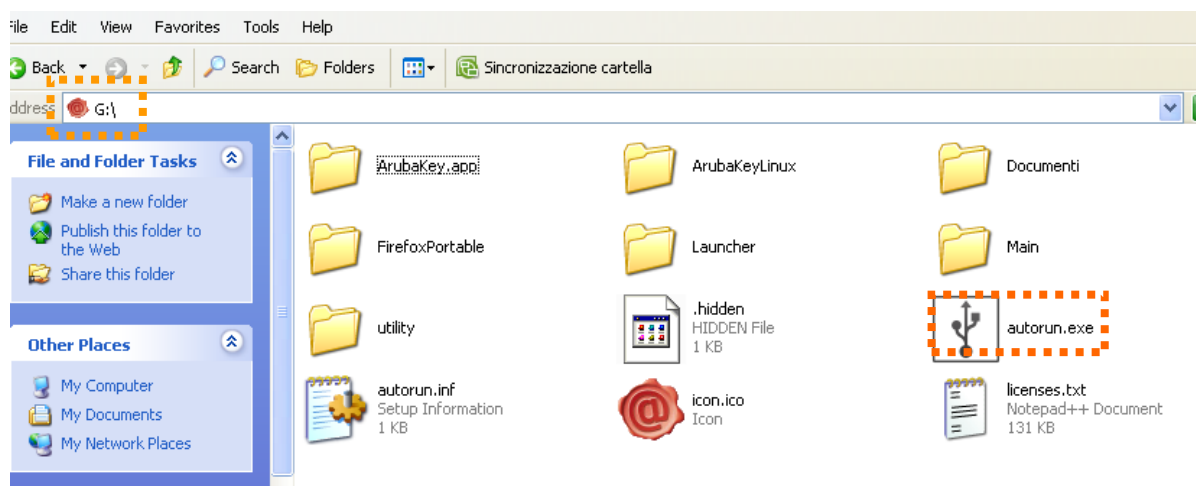 File Edit View Favorites Tools Help
Back Search Folders Sincronizzazione cartella
ddress G:\
File and Folder Tasks
Make a new folder
Publish this folder to
the Web
Share this folder
Other Places
My Computer
My Documents
My Network Places
ArubaKey.app
ArubaKeyLinux
Documenti
FirefoxPortable
Launcher
Main
utility
.hidden
HIDDEN File
1 KB
autorun.exe
autorun.inf
Setup Information
1 KB
icon.ico
Icon
licenses.txt
Notepad++ Document
131 KB